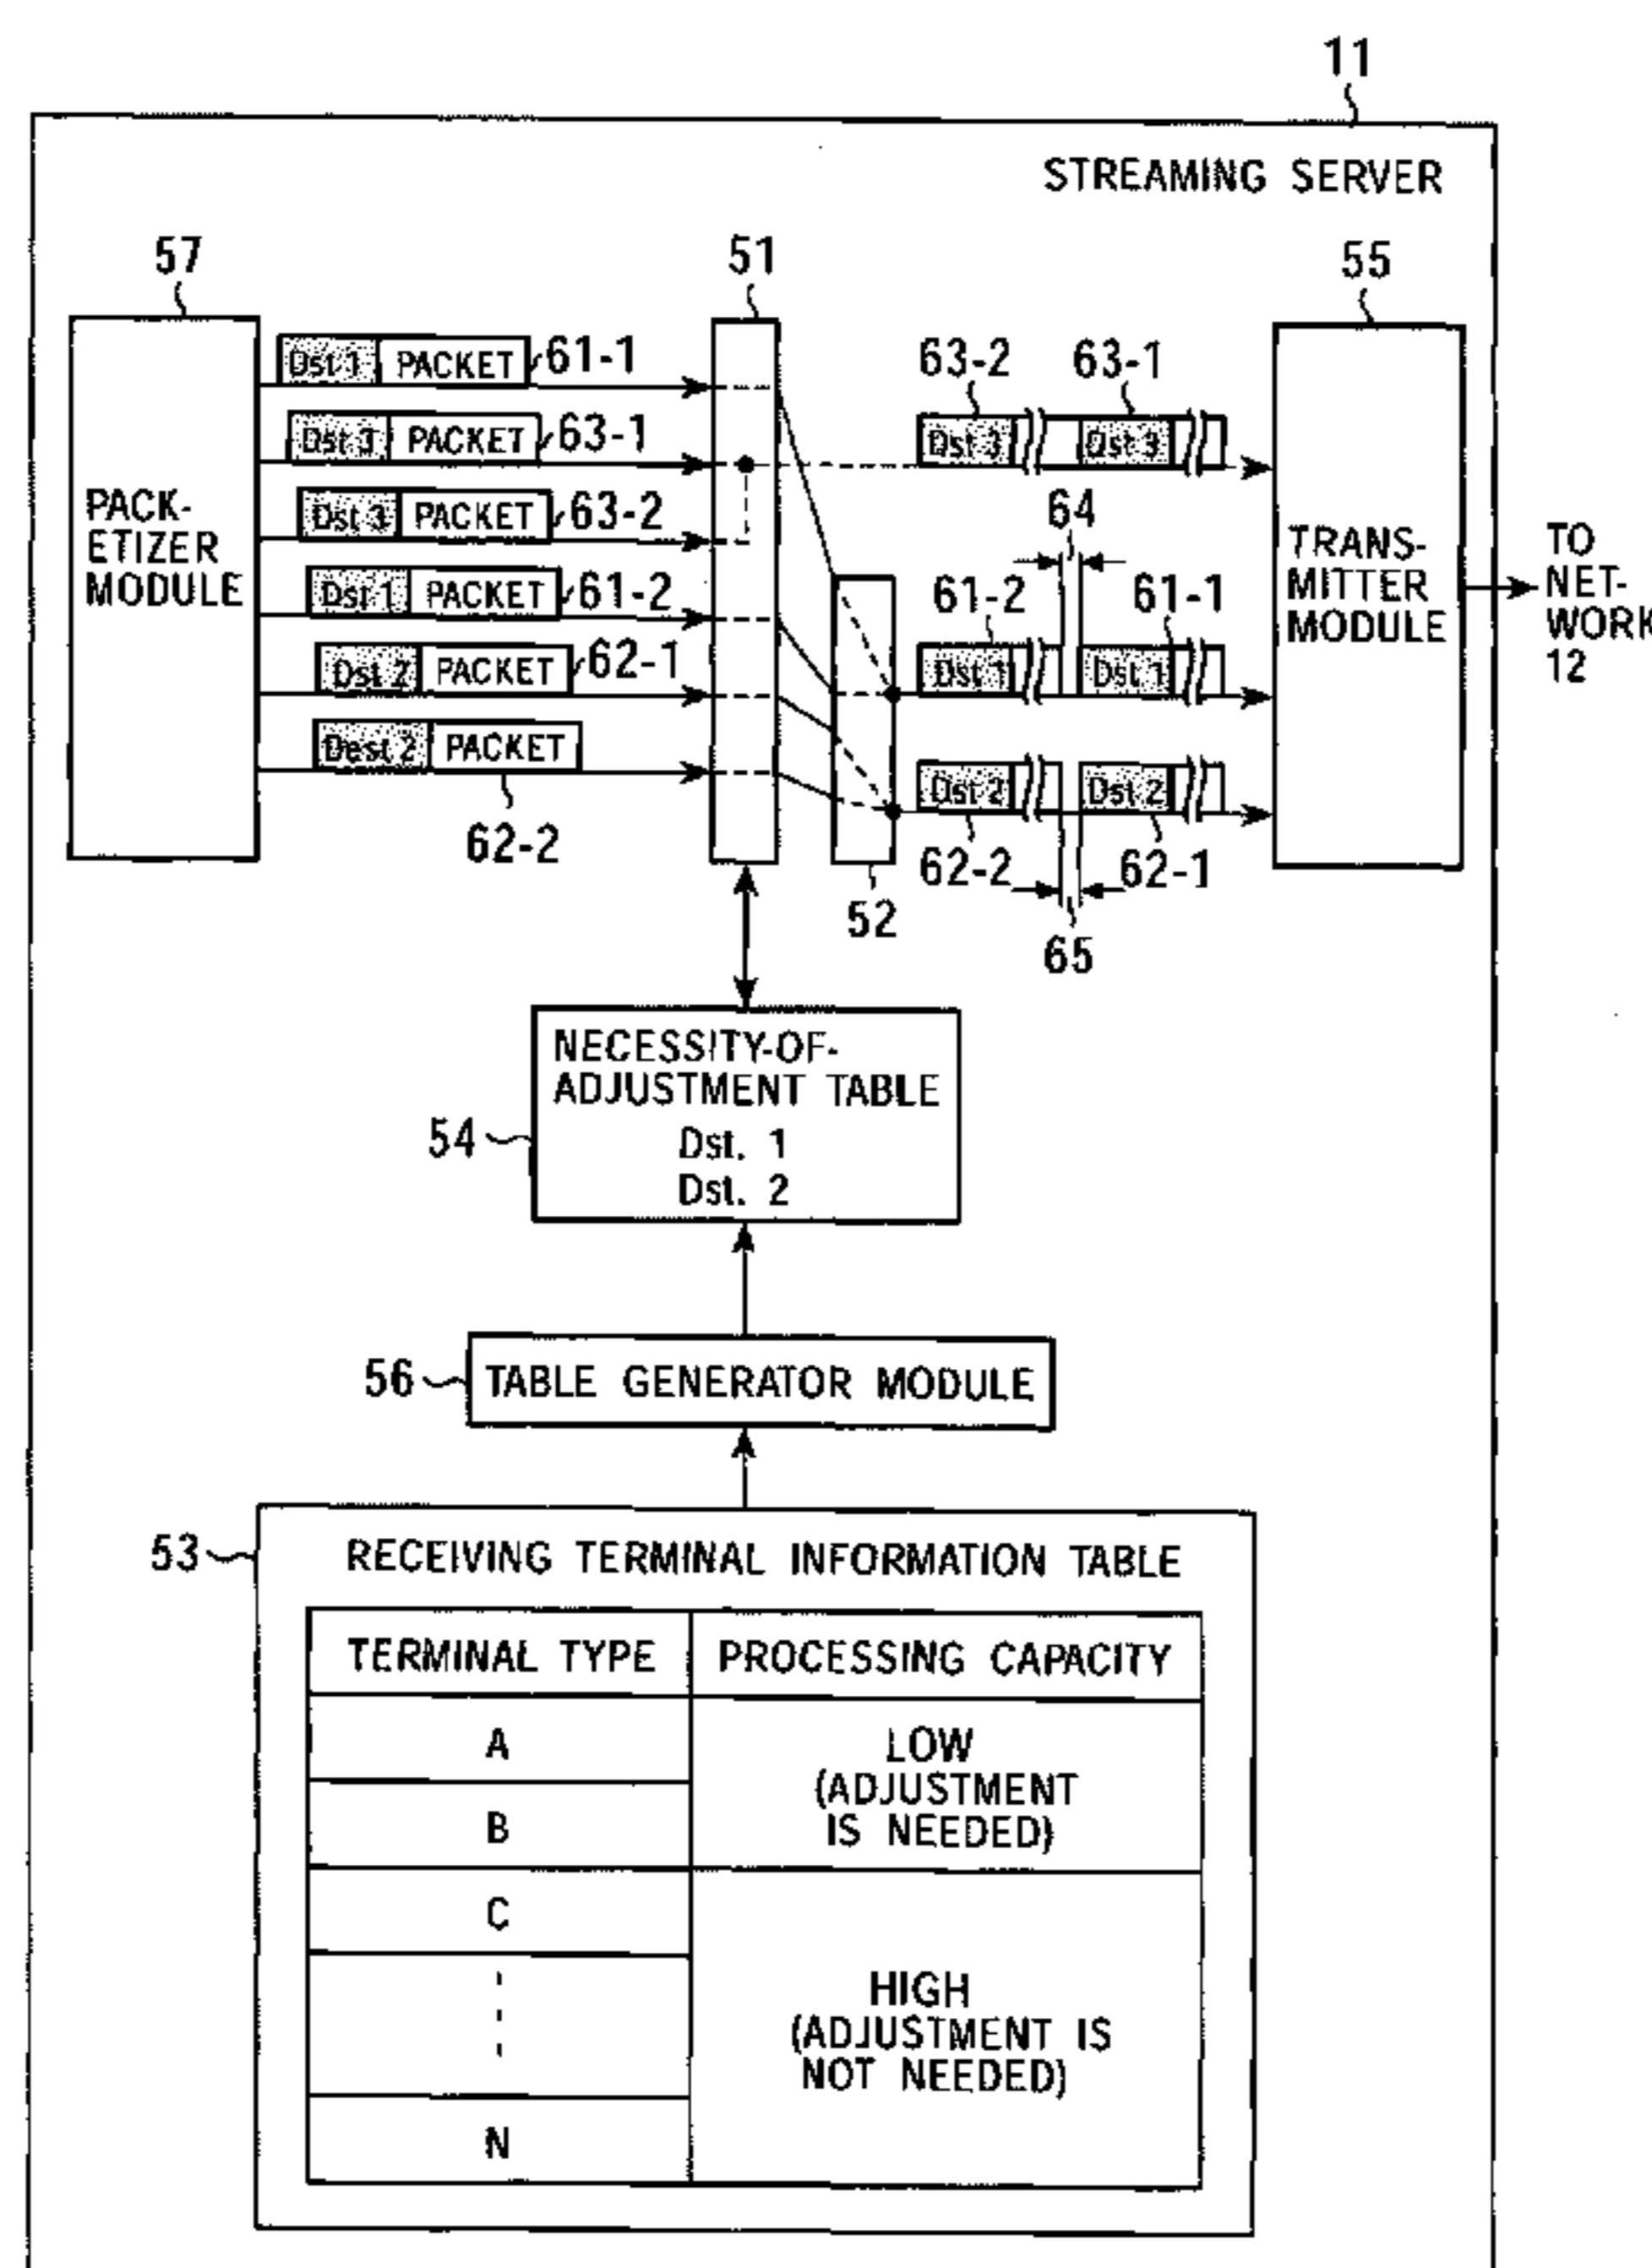 11
STREAMING SERVER
57
51
55
Dst 1 PACKET 61-1
Dst 3 PACKET 63-1
Dst 3 PACKET 63-2
Dst 1 PACKET 61-2
Dst 2 PACKET 62-1
Dest 2 PACKET
62-2
PACK-
ETIZER
MODULE
63-2 63-1
Dst 3 Dst 3
64
61-2 61-1
Dst 1 Dst 1
Dst 2 Dst 2
62-2 62-1
52
65
TRANS-
MITTER
MODULE
TO
NET-
WORK
12
NECESSITY-OF-
ADJUSTMENT TABLE
54
Dst. 1
Dst. 2
56 TABLE GENERATOR MODULE
53 RECEIVING TERMINAL INFORMATION TABLE
TERMINAL TYPE PROCESSING CAPACITY
A
B
LOW
(ADJUSTMENT
IS NEEDED)
C
N
HIGH
(ADJUSTMENT IS
NOT NEEDED)